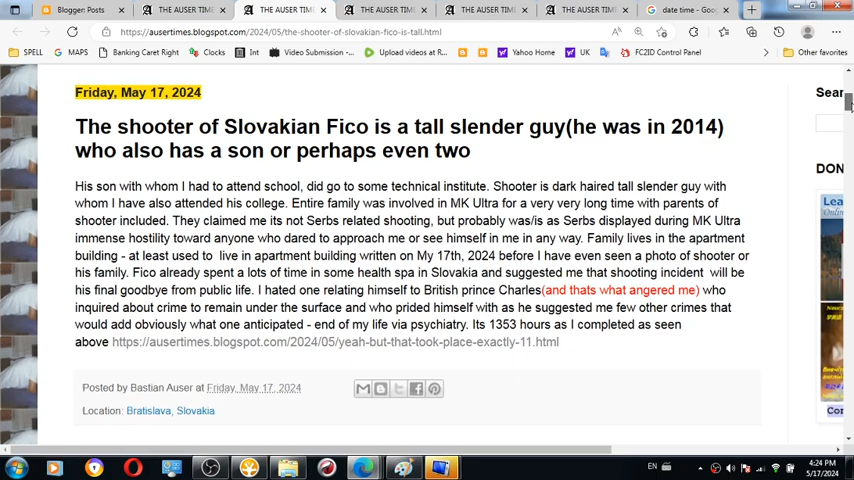 Blogger: Posts
THE AUSER TIME
THE AUSER TIME
THE AUSER TIME
THE AUSER TIME
THE AUSER TIME
date time - Goo
https://ausertimes.blogspot.com/2024/05/the-shooter-of-slovakian-fico-is-tall.html
SPELL
GMAPS
Banking Caret Right
Clocks
Int
Video Submission -...
Upload videos at R...
Yahoo Home
UK
FC2ID Control Panel...
Other favorites
Friday, May 17, 2024
The shooter of Slovakian Fico is a tall slender guy(he was in 2014)
who also has a son or perhaps even two
His son with whom I had to attend school, did go to some technical institute. Shooter is dark haired tall slender guy with
whom I have also attended his college. Entire family was involved in MK Ultra for a very very long time with parents of
shooter included. They claimed me its not Serbs related shooting, but probably was/is as Serbs displayed during MK Ultra
immense hostility toward anyone who dared to approach me or see himself in me in any way. Family lives in the apartment
building - at least used to  live in apartment building written on My 17th, 2024 before I have even seen a photo of shooter or
his family. Fico already spent a lots of time in some health spa in Slovakia and suggested me that shooting incident  will be
his final goodbye from public life. I hated one relating himself to British prince Charles(and thats what angered me) who
inquired about crime to remain under the surface and who prided himself with as he suggested me few other crimes that
would add obviously what one anticipated - end of my life via psychiatry. Its 1353 hours as I completed as seen
above https://ausertimes.blogspot.com/2024/05/yeah-but-that-took-place-exactly-11.html
Posted by Bastian Auser at Friday, May 17, 2024
Location: Bratislava, Slovakia
Sear
DON
Lea
Online
Con
EN
4:24 PM
5/17/2024